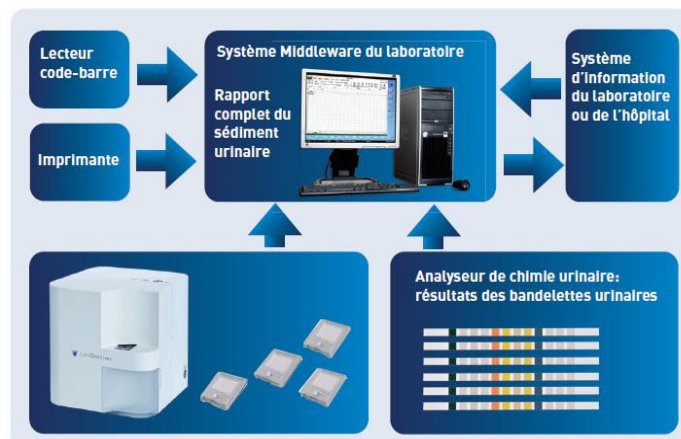 Lecteur
code-barre
Système Middleware du laboratoire
Rapport
complet du
sédiment
urinaire
Système
d'information
du laboratoire
ou de l'hôpital
Imprimante
Analyseur de chimie urinaire:
résultats des bandelettes urinaires